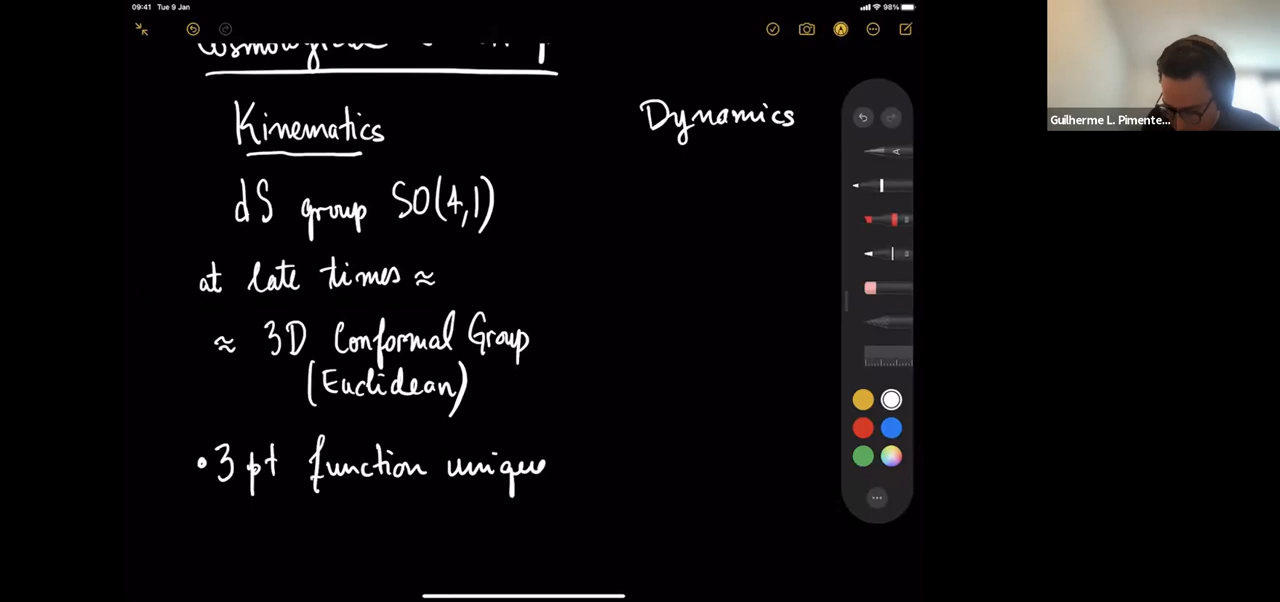 09:41 Tue 9 Jan
98%
Kinematics
Dynamics
dS group SO(4,1)
at late times ≈
≈ 3D Conformal Group
(Euclidean)
• 3 pt function unique
Guilherme L. Pimente...